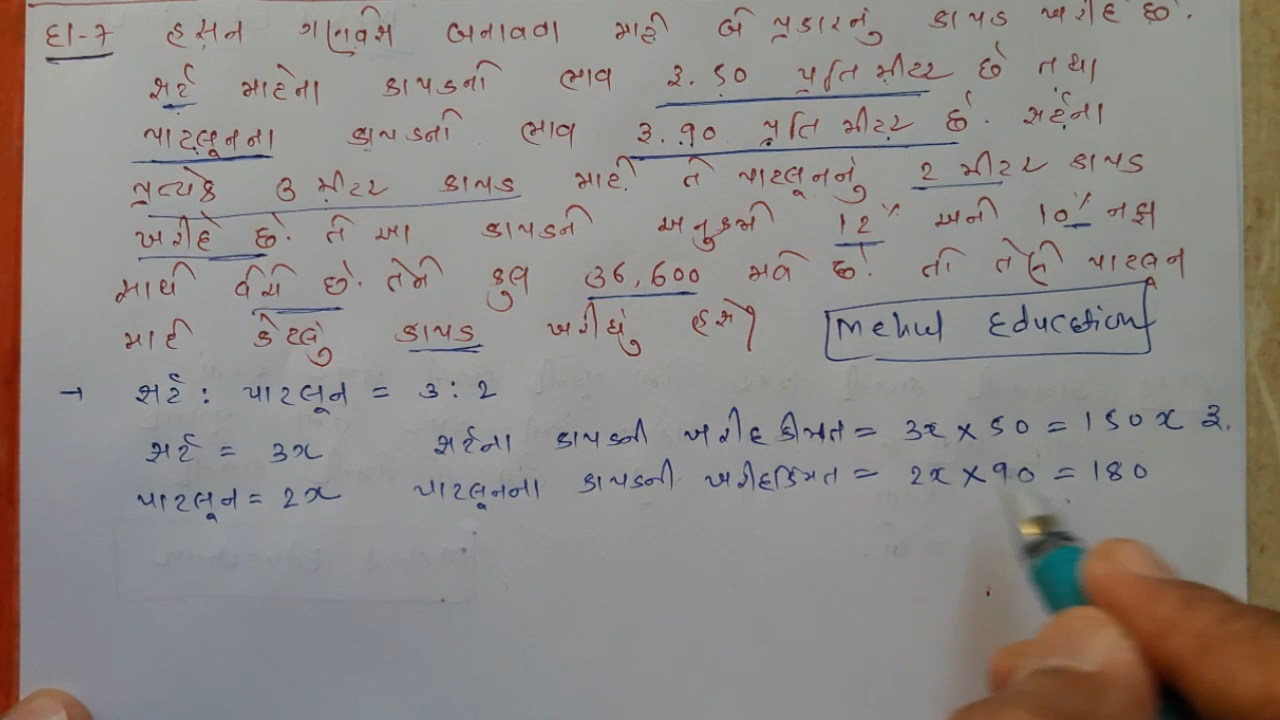 દા-7 હસન ગણવેશ બનાવવા માટે બે પ્રકારનું કાપડ ખરીદે છે.
શર્ટ માટેના કાપડનો ભાવ રૂ. 50 પ્રતિ મીટર છે તથા
પાટલૂનના કાપડનો ભાવ રૂ. 90 પ્રતિ મીટર છે. શર્ટના
પ્રત્યેક 3 મીટર કાપડ માટે તે પાટલૂનનું 2 મીટર કાપડ
ખરીદે છે. તે આ કાપડને અનુક્રમે 12% અને 10% નફા
સાથે વેચે છે. તેને કુલ 36,600 મળે છે. તો તેણે પાટલૂન
માટે કેટલું કાપડ ખરીદ્યું હશે?
Mehul Education
→ શર્ટ : પાટલૂન = 3 : 2
શર્ટ = 3x શર્ટના કાપડની ખરીદકીંમત = 3x × 50 = 150x રૂ.
પાટલૂન = 2x પાટલૂનના કાપડની ખરીદકિંમત = 2x × 90 = 180